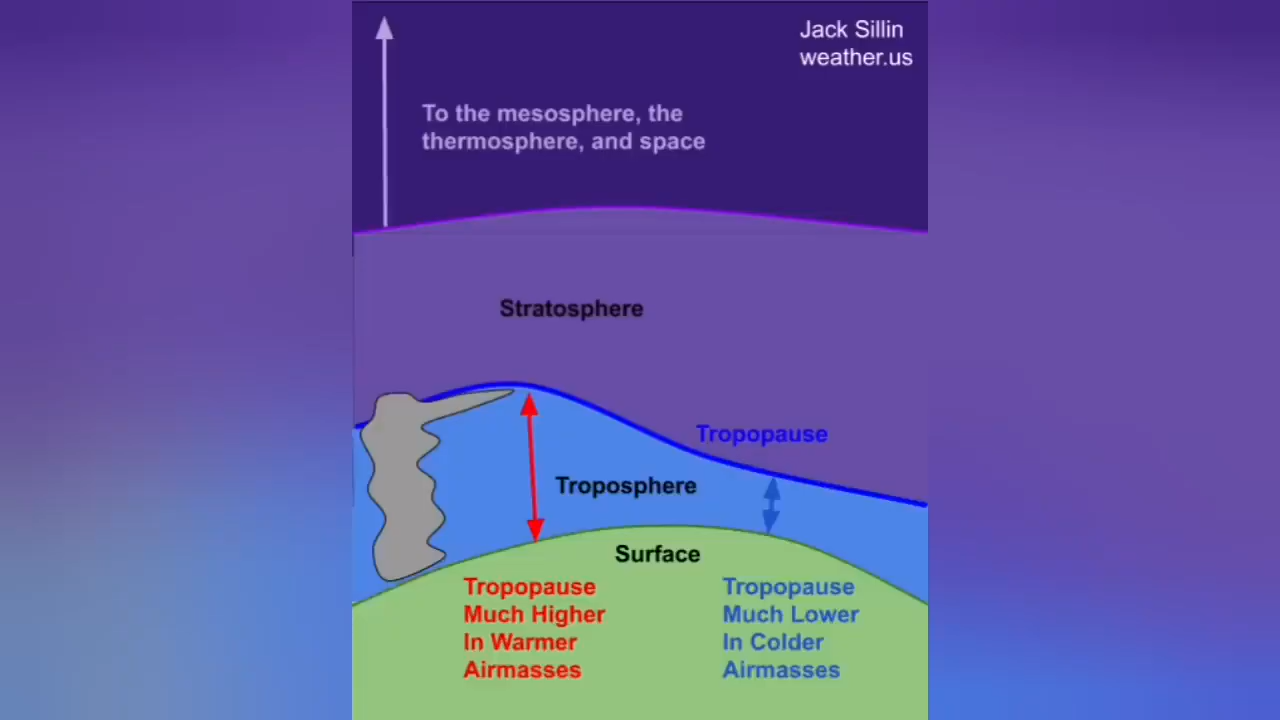 Jack Sillin
weather.us
To the mesosphere, the
thermosphere, and space
Stratosphere
Tropopause
Troposphere
Surface
Tropopause
Much Higher
In Warmer
Airmasses
Tropopause
Much Lower
In Colder
Airmasses